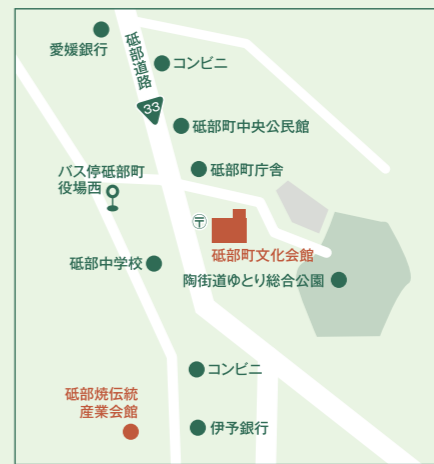 愛媛銀行
砥部道路
コンビニ
33
砥部町中央公民館
バス停砥部町
役場西
砥部町庁舎
〒
砥部町文化会館
砥部中学校
陶街道ゆとり総合公園
コンビニ
砥部焼伝統
産業会館
伊予銀行